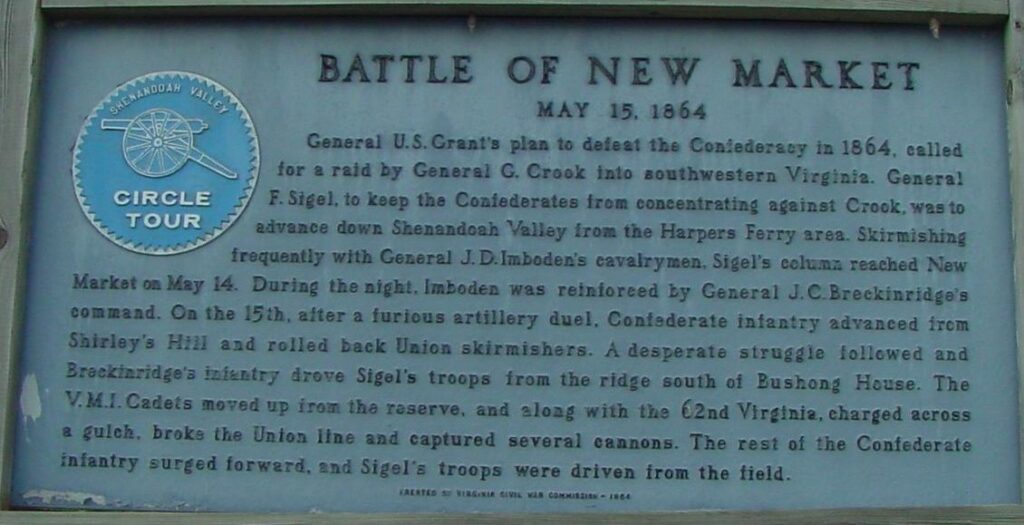 BATTLE OF NEW MARKET
MAY 15, 1864
SHENANDOAH VALLEY
CIRCLE
TOUR
General U.S. Grant's plan to defeat the Confederacy in 1864, called
for a raid by General G. Crook into southwestern Virginia. General
F. Sigel, to keep the Confederates from concentrating against Crook, was to
advance down Shenandoah Valley from the Harpers Ferry area. Skirmishing
frequently with General J.D. Imboden's cavalrymen, Sigel's column reached New
Market on May 14. During the night, Imboden was reinforced by General J.C. Breckinridge's
command. On the 15th, after a furious artillery duel, Confederate infantry advanced from
Shirley's Hill and rolled back Union skirmishers. A desperate struggle followed and
Breckinridge's infantry drove Sigel's troops from the ridge south of Bushong House. The
V.M.I. Cadets moved up from the reserve, and along with the 62nd Virginia, charged across
a gulch, broke the Union line and captured several cannons. The rest of the Confederate
infantry surged forward, and Sigel's troops were driven from the field.
CREATED BY VIRGINIA CIVIL WAR COMMISSION - 1964